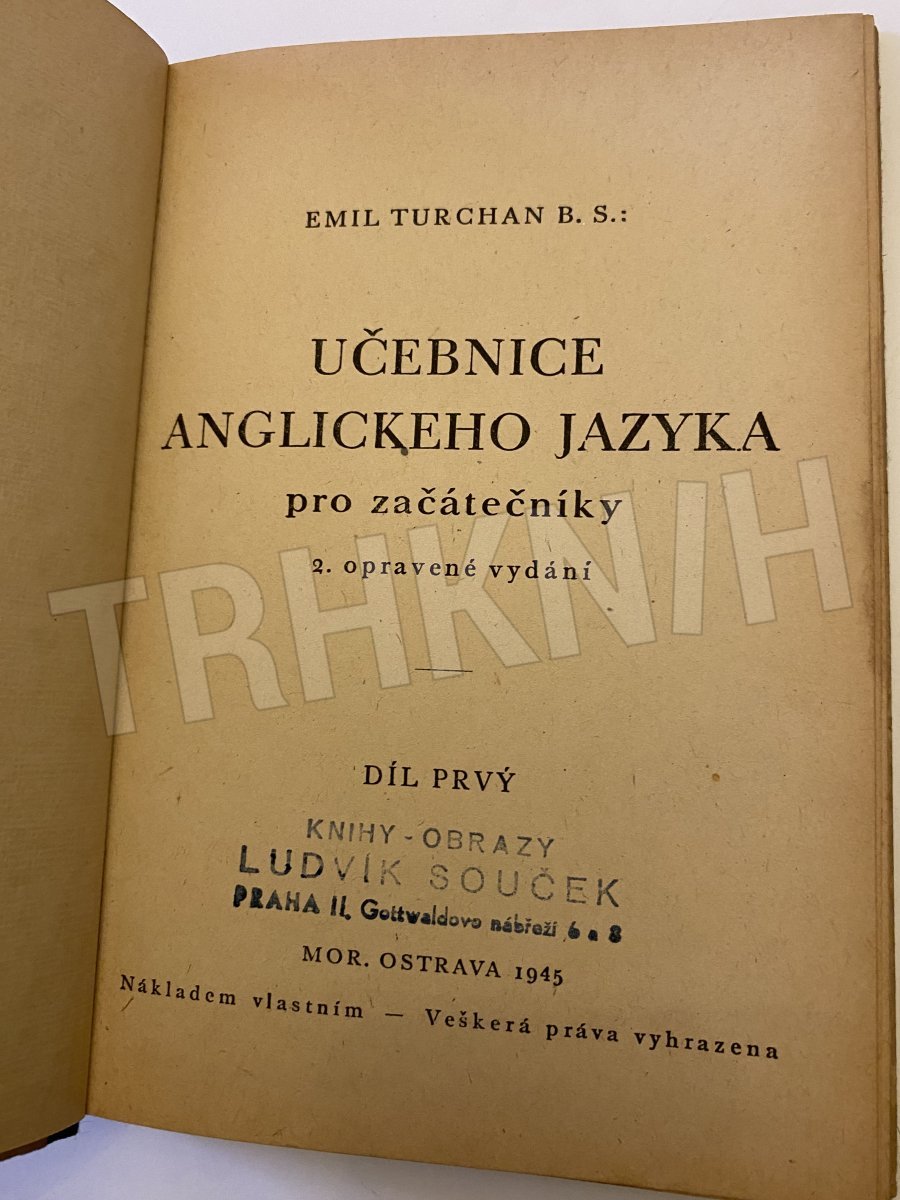 EMIL TURCHAN B. S.:
UČEBNICE
ANGLICKEHO JAZYKA
pro začátečníky
2. opravené vydání
TRHKNIH
DÍL PRVÝ
KNIHY - OBRAZY
LUDVÍK SOUČEK
PRAHA II, Gottwaldovo nábřeží 6 a 8
MOR. OSTRAVA 1945
Nákladem vlastním — Veškerá práva vyhrazena